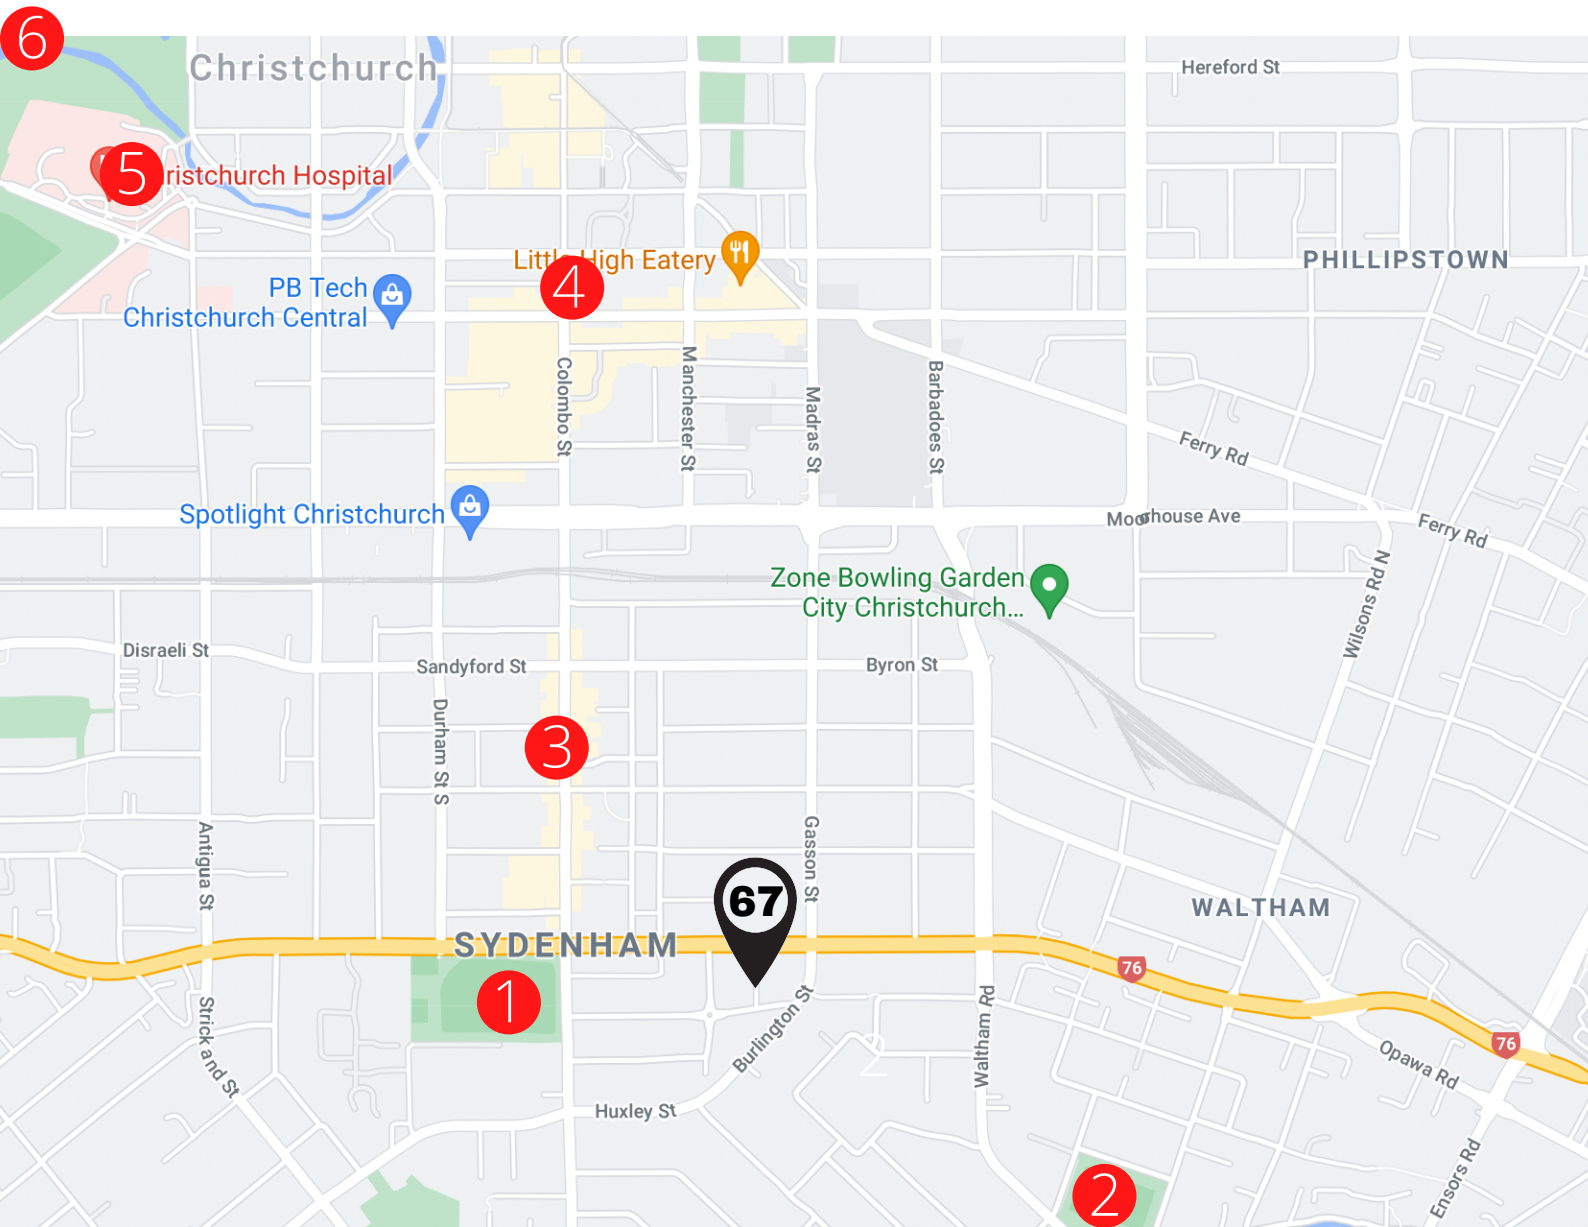 6
Christchurch
Hereford St
5
ristchurch Hospital
Little High Eatery
4
PHILLIPSTOWN
PB Tech
Christchurch Central
Colombo St
Manchester St
Madras St
Barbadoes St
Ferry Rd
Spotlight Christchurch
Moorhouse Ave
Ferry Rd
Wilsons Rd N
Zone Bowling Garden
City Christchurch...
Disraeli St
Sandyford St
Byron St
Durham St S
3
Antigua St
Gasson St
67
WALTHAM
SYDENHAM
76
1
Strick and St
Burlington St
Waltham Rd
2
76
Opawa Rd
Huxley St
Ensors Rd
2